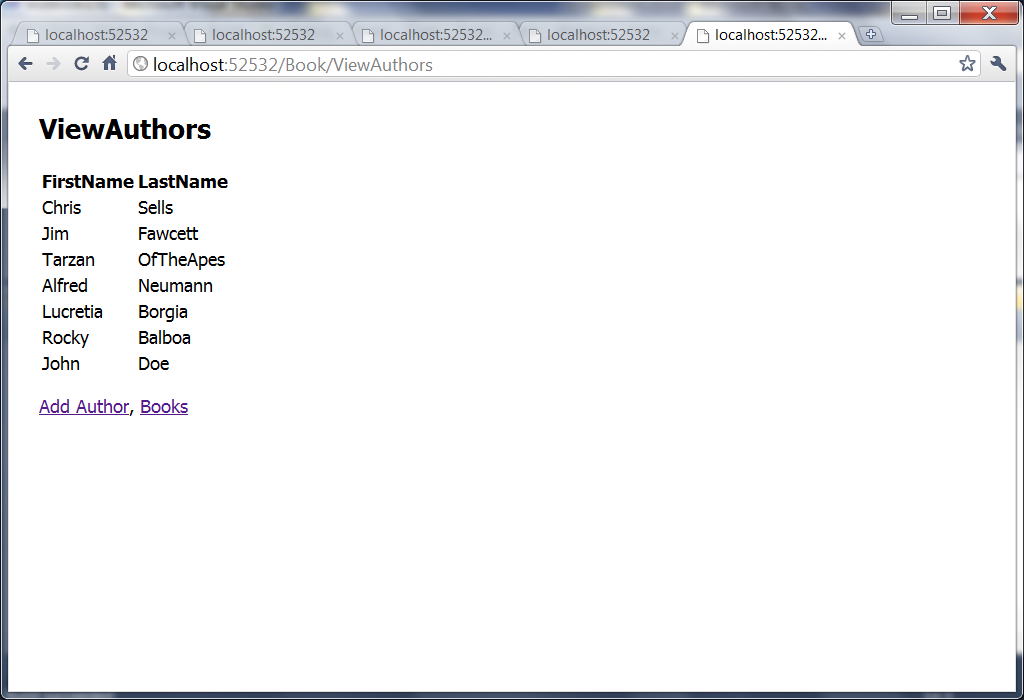 localhost:52532 localhost:52532 localhost:52532... localhost:52532 localhost:52532...
localhost:52532/Book/ViewAuthors
ViewAuthors
FirstName LastName
Chris Sells
Jim Fawcett
Tarzan OfTheApes
Alfred Neumann
Lucretia Borgia
Rocky Balboa
John Doe
Add Author, Books